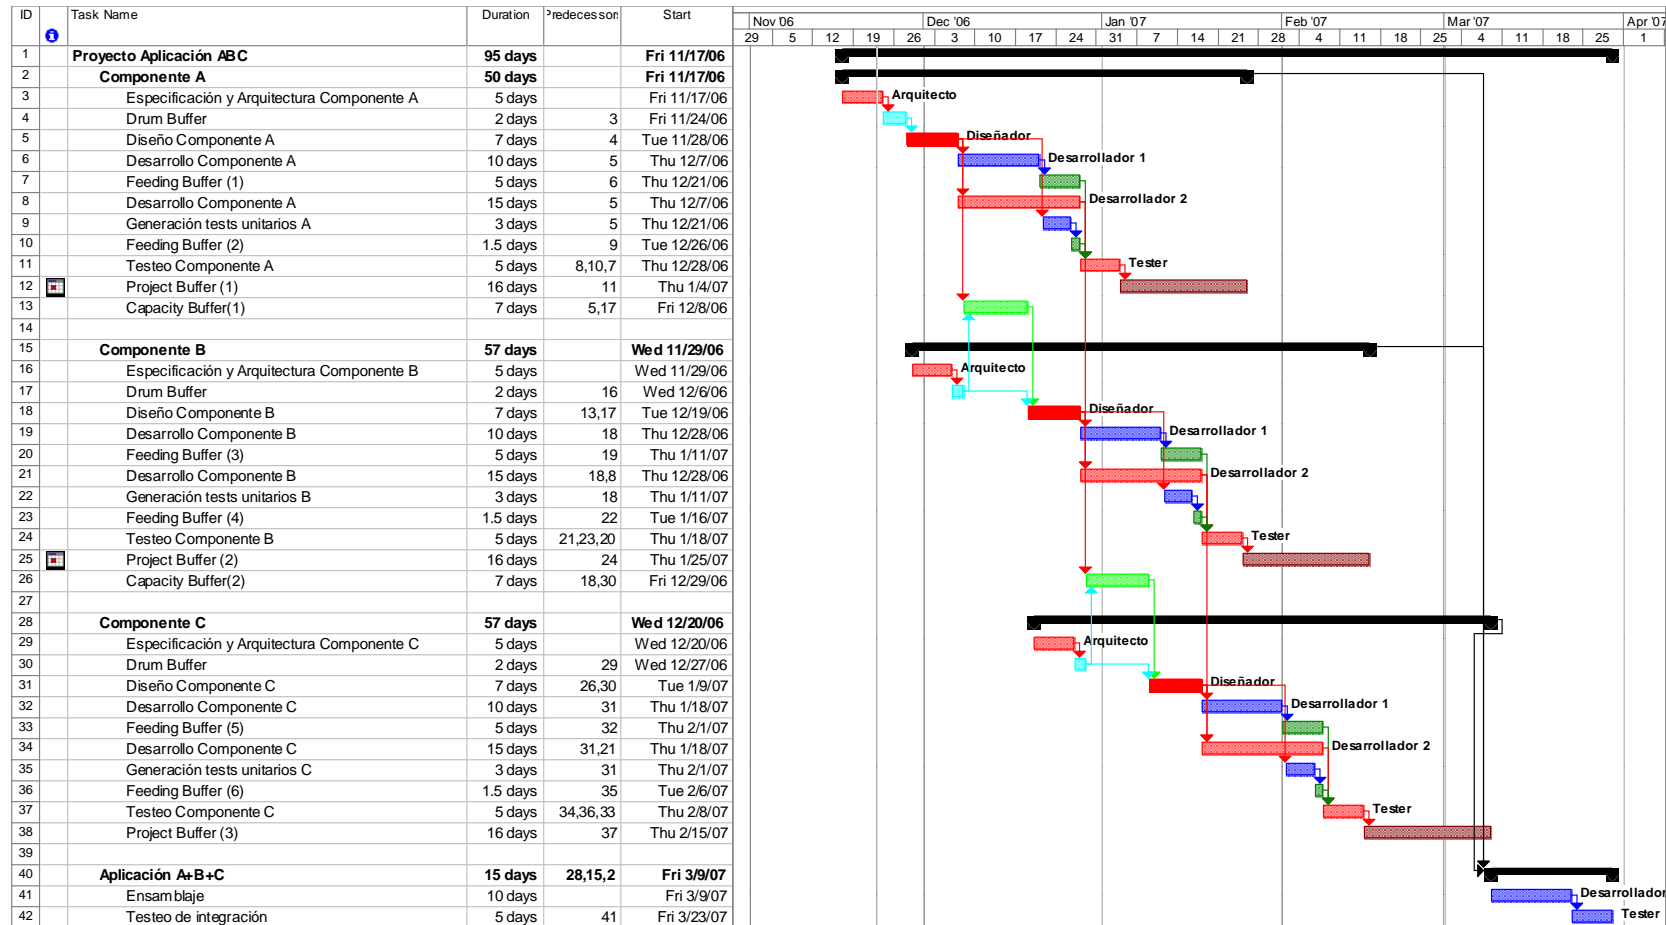 ID Task Name Duration Predecessors Start Nov '06 Dec '06 Jan '07 Feb '07 Mar '07 Apr '07
29 5 12 19 26 3 10 17 24 31 7 14 21 28 4 11 18 25 4 11 18 25 1
1 Proyecto Aplicación ABC 95 days Fri 11/17/06
2 Componente A 50 days Fri 11/17/06
3 Especificación y Arquitectura Componente A 5 days Fri 11/17/06 Arquitecto
4 Drum Buffer 2 days 3 Fri 11/24/06
5 Diseño Componente A 7 days 4 Tue 11/28/06 Diseñador
6 Desarrollo Componente A 10 days 5 Thu 12/7/06 Desarrollador 1
7 Feeding Buffer (1) 5 days 6 Thu 12/21/06
8 Desarrollo Componente A 15 days 5 Thu 12/7/06 Desarrollador 2
9 Generación tests unitarios A 3 days 5 Thu 12/21/06
10 Feeding Buffer (2) 1.5 days 9 Tue 12/26/06
11 Testeo Componente A 5 days 8,10,7 Thu 12/28/06 Tester
12 Project Buffer (1) 16 days 11 Thu 1/4/07
13 Capacity Buffer(1) 7 days 5,17 Fri 12/8/06
14
15 Componente B 57 days Wed 11/29/06
16 Especificación y Arquitectura Componente B 5 days Wed 11/29/06 Arquitecto
17 Drum Buffer 2 days 16 Wed 12/6/06
18 Diseño Componente B 7 days 13,17 Tue 12/19/06 Diseñador
19 Desarrollo Componente B 10 days 18 Thu 12/28/06 Desarrollador 1
20 Feeding Buffer (3) 5 days 19 Thu 1/11/07
21 Desarrollo Componente B 15 days 18,8 Thu 12/28/06 Desarrollador 2
22 Generación tests unitarios B 3 days 18 Thu 1/11/07
23 Feeding Buffer (4) 1.5 days 22 Tue 1/16/07
24 Testeo Componente B 5 days 21,23,20 Thu 1/18/07 Tester
25 Project Buffer (2) 16 days 24 Thu 1/25/07
26 Capacity Buffer(2) 7 days 18,30 Fri 12/29/06
27
28 Componente C 57 days Wed 12/20/06
29 Especificación y Arquitectura Componente C 5 days Wed 12/20/06 Arquitecto
30 Drum Buffer 2 days 29 Wed 12/27/06
31 Diseño Componente C 7 days 26,30 Tue 1/9/07 Diseñador
32 Desarrollo Componente C 10 days 31 Thu 1/18/07 Desarrollador 1
33 Feeding Buffer (5) 5 days 32 Thu 2/1/07
34 Desarrollo Componente C 15 days 31,21 Thu 1/18/07 Desarrollador 2
35 Generación tests unitarios C 3 days 31 Thu 2/1/07
36 Feeding Buffer (6) 1.5 days 35 Tue 2/6/07
37 Testeo Componente C 5 days 34,36,33 Thu 2/8/07 Tester
38 Project Buffer (3) 16 days 37 Thu 2/15/07
39
40 Aplicación A+B+C 15 days 28,15,2 Fri 3/9/07
41 Ensamblaje 10 days Fri 3/9/07 Desarrollador
42 Testeo de integración 5 days 41 Fri 3/23/07 Tester